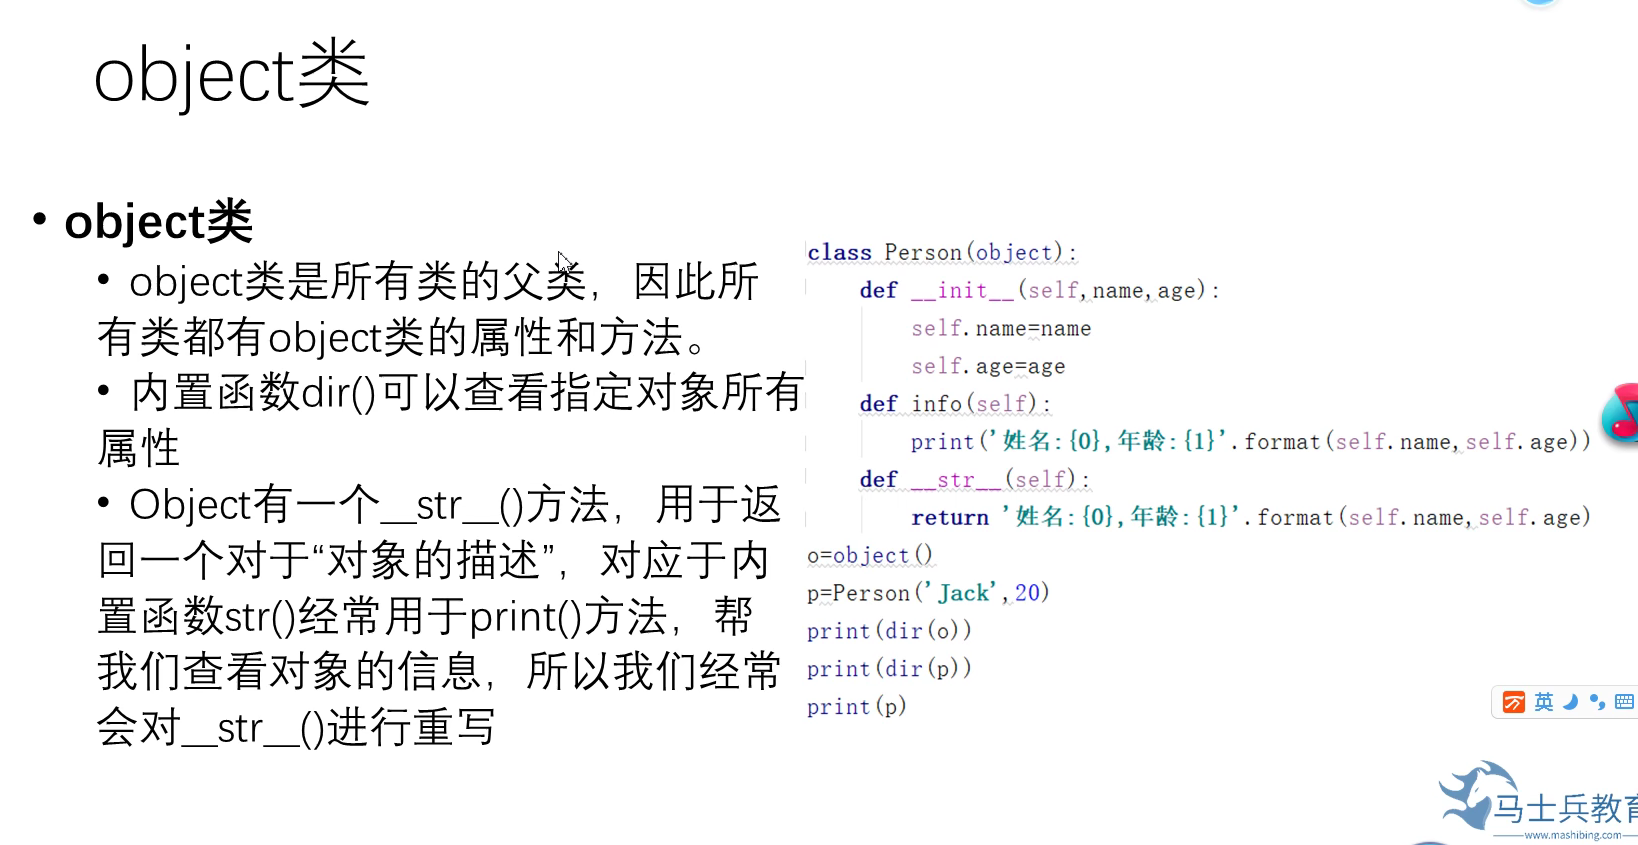 object类
• object类
• object类是所有类的父类，因此所
有类都有object类的属性和方法。
• 内置函数dir()可以查看指定对象所有
属性
• Object有一个__str__()方法，用于返
回一个对于“对象的描述”，对应于内
置函数str()经常用于print()方法，帮
我们查看对象的信息，所以我们经常
会对__str__()进行重写
class Person(object):
    def __init__(self,name,age):
        self.name=name
        self.age=age
    def info(self):
        print('姓名:{0},年龄:{1}'.format(self.name,self.age))
    def __str__(self):
        return '姓名:{0},年龄:{1}'.format(self.name,self.age)
o=object()
p=Person('Jack',20)
print(dir(o))
print(dir(p))
print(p)
英
马士兵教育
www.mashibing.com